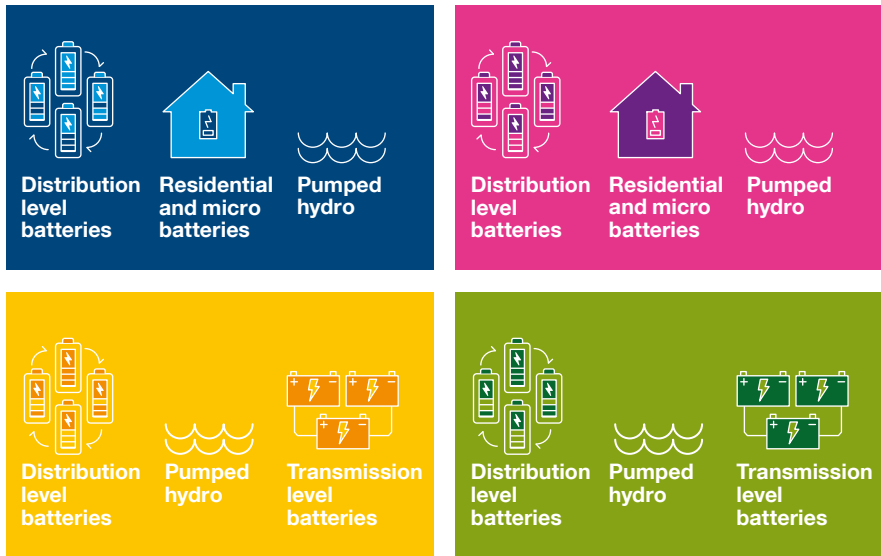 Distribution
level
batteries
Residential
and micro
batteries
Pumped
hydro
Distribution
level
batteries
Residential
and micro
batteries
Pumped
hydro
Distribution
level
batteries
Pumped
hydro
Transmission
level
batteries
Distribution
level
batteries
Pumped
hydro
Transmission
level
batteries